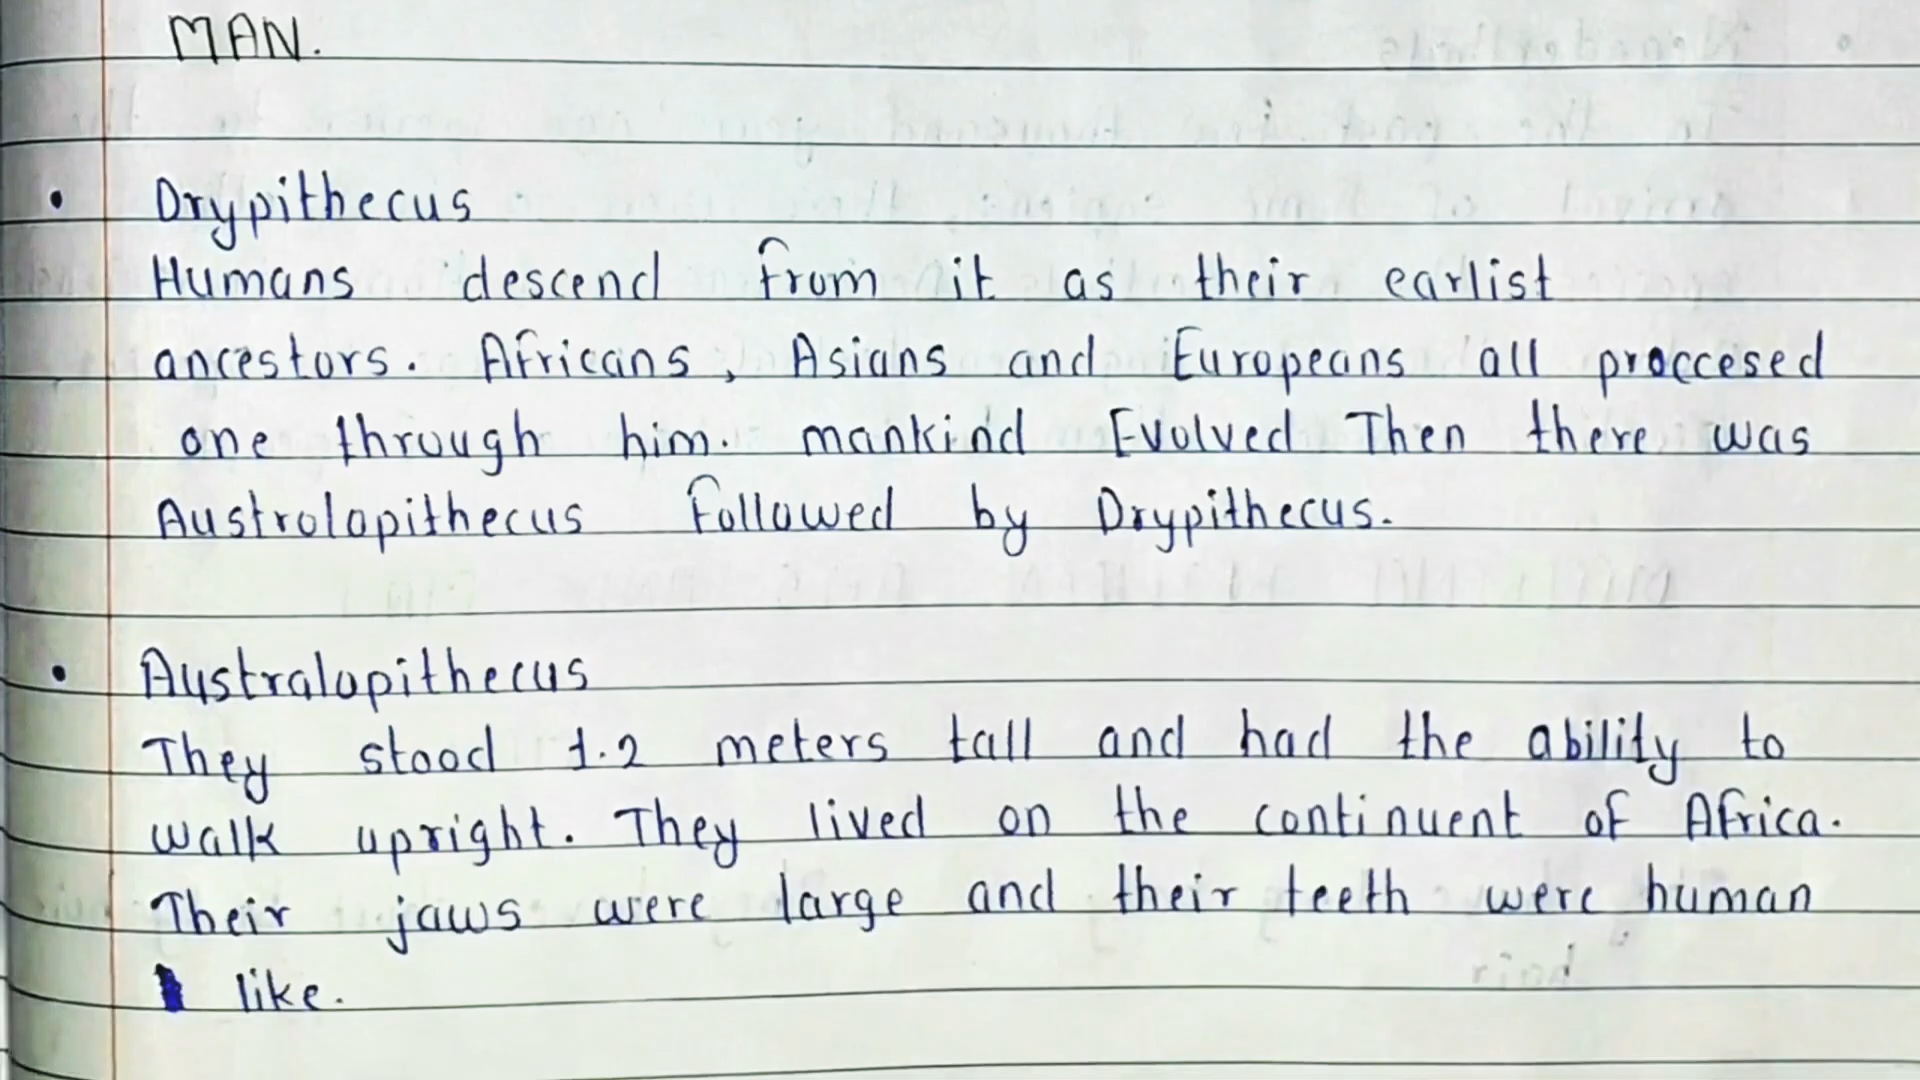 MAN.
• Drypithecus
Humans descend from it as their earlist
ancestors. Africans, Asians and Europeans all proccesed
one through him. mankind Evolved Then there was
Austrolopithecus followed by Drypithecus.
• Australopithecus
They stood 1.2 meters tall and had the ability to
walk upright. They lived on the continuent of Africa.
Their jaws were large and their teeth were human
like.